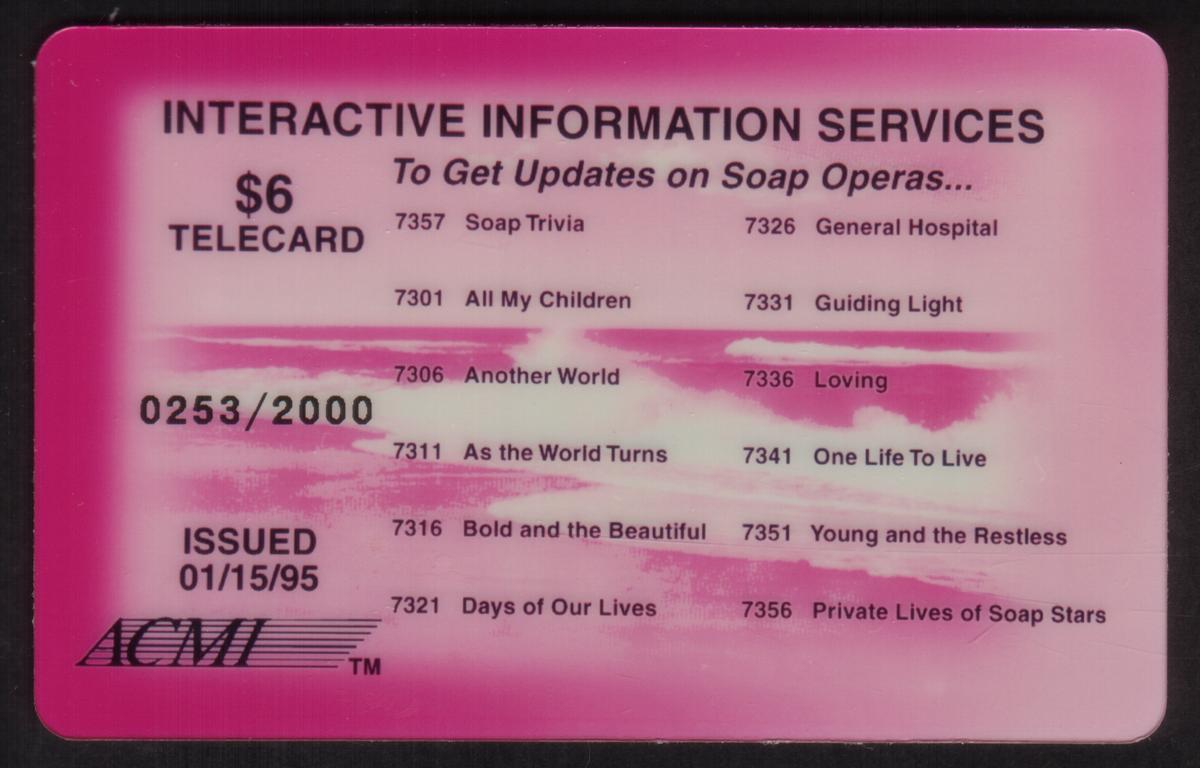 INTERACTIVE INFORMATION SERVICES
To Get Updates on Soap Operas...
$6
TELECARD
0253/2000
ISSUED
01/15/95
ACMI TM
7357 Soap Trivia
7301 All My Children
7306 Another World
7311 As the World Turns
7316 Bold and the Beautiful
7321 Days of Our Lives
7326 General Hospital
7331 Guiding Light
7336 Loving
7341 One Life To Live
7351 Young and the Restless
7356 Private Lives of Soap Stars